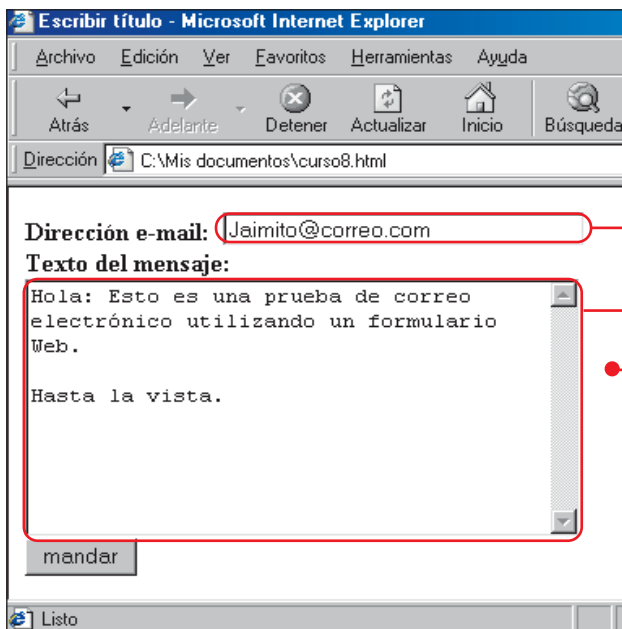 Escribir título - Microsoft Internet Explorer
Archivo Edición Ver Favoritos Herramientas Ayuda
Atrás Adelante Detener Actualizar Inicio Búsqueda
Dirección C:\Mis documentos\curso8.html
Dirección e-mail: Jaimito@correo.com
Texto del mensaje:
Hola: Esto es una prueba de correo
electrónico utilizando un formulario
Web.
Hasta la vista.
mandar
Listo